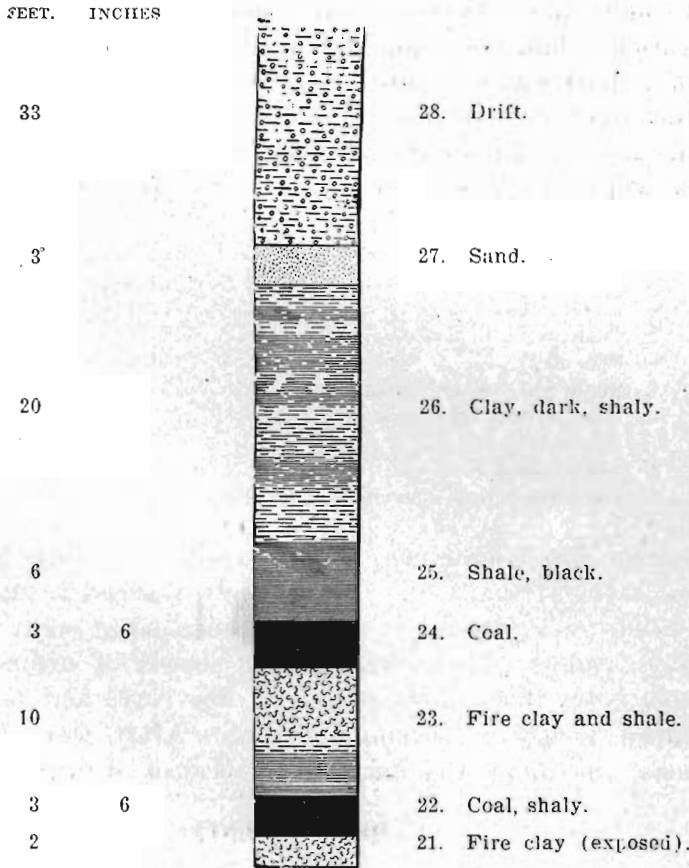 FEET. INCHES
33 28. Drift.
3 27. Sand.
20 26. Clay, dark, shaly.
6 25. Shale, black.
3 6 24. Coal.
10 23. Fire clay and shale.
3 6 22. Coal, shaly.
2 21. Fire clay (exposed).